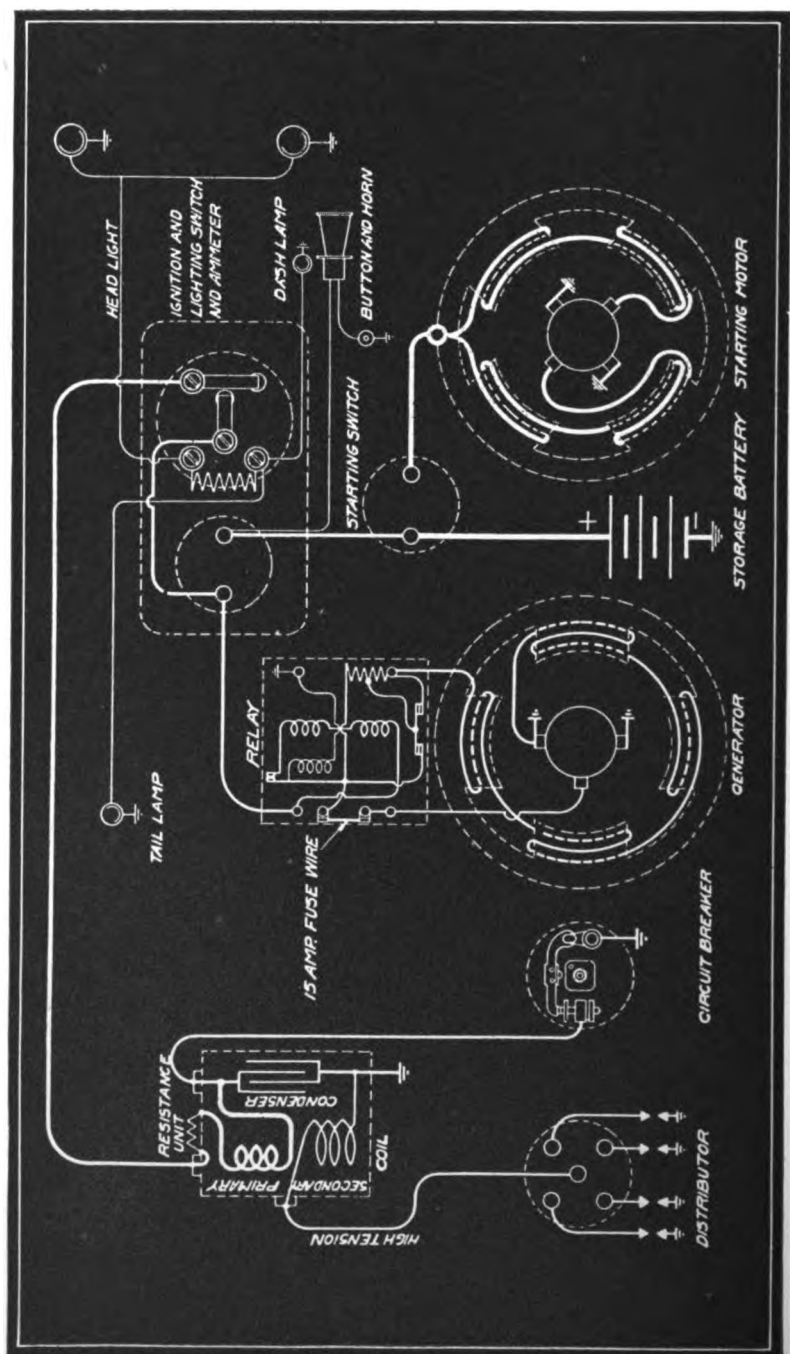 HEAD LIGHT
IGNITION AND
LIGHTING SWITCH
AND AMMETER
DASH LAMP
BUTTON AND HORN
STARTING SWITCH
STORAGE BATTERY
STARTING MOTOR
+
-
TAIL LAMP
RELAY
15 AMP. FUSE WIRE
GENERATOR
CIRCUIT BREAKER
RESISTANCE
UNIT
CONDENSER
PRIMARY
SECONDARY
COIL
HIGH TENSION
DISTRIBUTOR